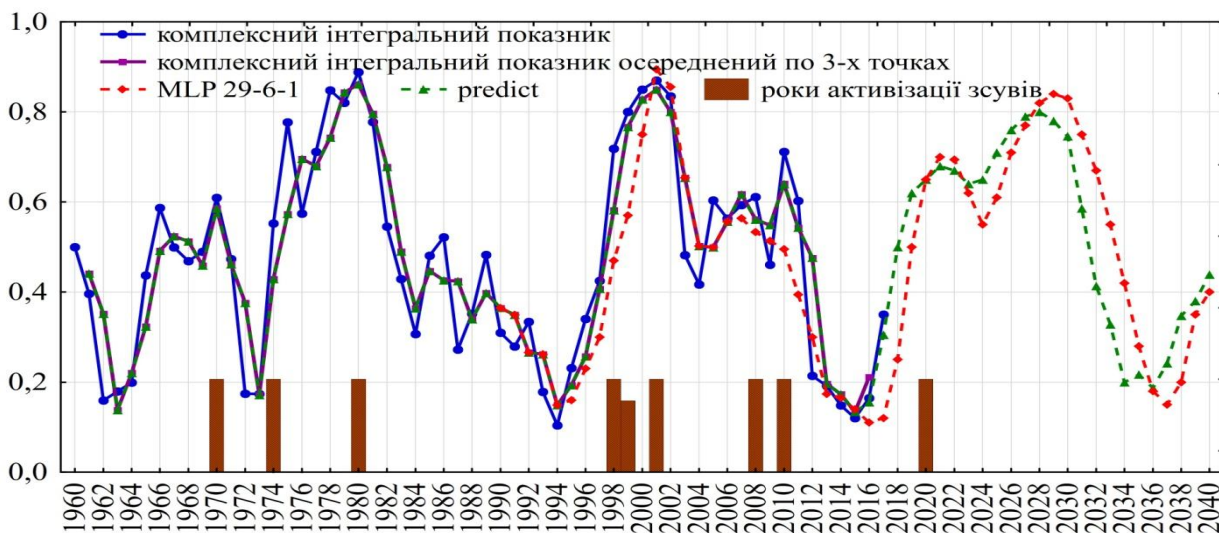 1,0
0,8
0,6
0,4
0,2
0,0
комплексний інтегральний показник
комплексний інтегральний показник осереднений по 3-х точках
MLP 29-6-1 predict роки активізації зсувів
1960 1962 1964 1966 1968 1970 1972 1974 1976 1978 1980 1982 1984 1986 1988 1990 1992 1994 1996 1998 2000 2002 2004 2006 2008 2010 2012 2014 2016 2018 2020 2022 2024 2026 2028 2030 2032 2034 2036 2038 2040